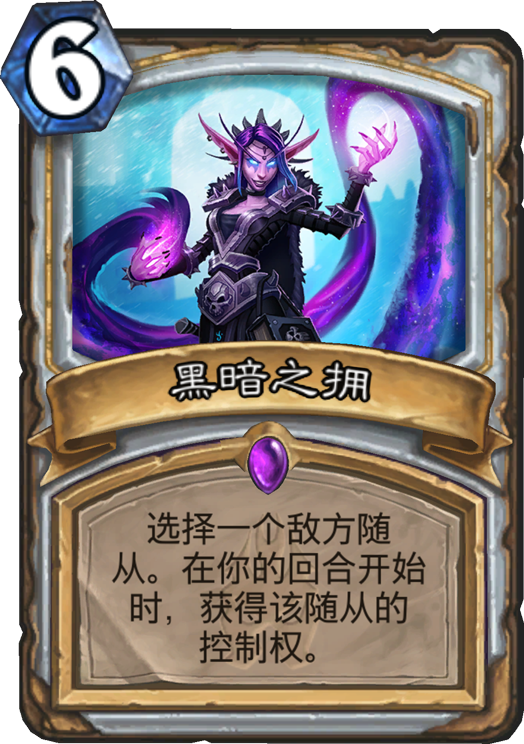 6
黑暗之拥
选择一个敌方随
从。在你的回合开始
时，获得该随从的
控制权。